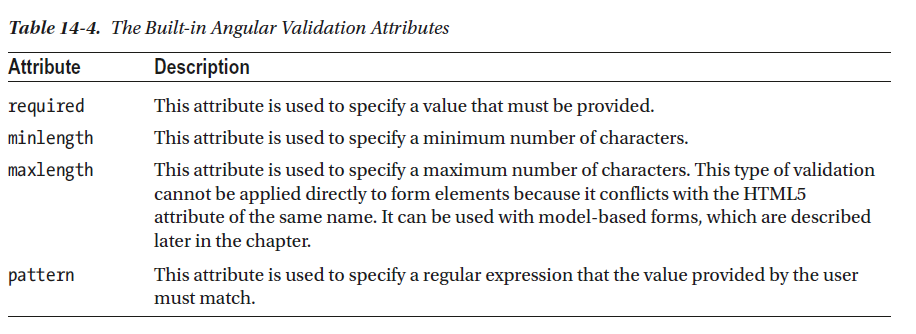 Table 14-4. The Built-in Angular Validation Attributes
Attribute Description
required This attribute is used to specify a value that must be provided.
minlength This attribute is used to specify a minimum number of characters.
maxlength This attribute is used to specify a maximum number of characters. This type of validation
cannot be applied directly to form elements because it conflicts with the HTML5
attribute of the same name. It can be used with model-based forms, which are described
later in the chapter.
pattern This attribute is used to specify a regular expression that the value provided by the user
must match.